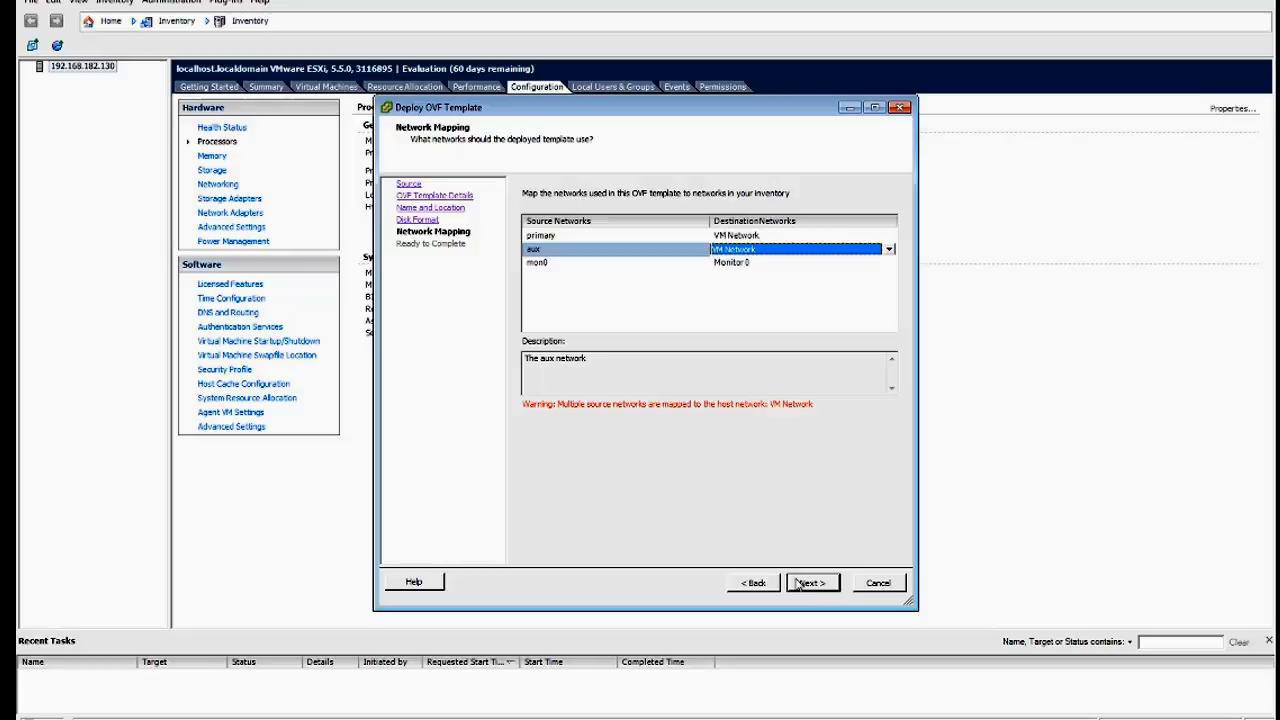 File Edit View Inventory Administration Plug-ins Help
Home Inventory Inventory
192.168.182.130
localhost.localdomain VMware ESXi, 5.5.0, 3116895 | Evaluation (60 days remaining)
Getting Started Summary Virtual Machines Resource Allocation Performance Configuration Local Users & Groups Events Permissions
Hardware
Health Status
Processors
Memory
Storage
Networking
Storage Adapters
Network Adapters
Advanced Settings
Power Management
Software
Licensed Features
Time Configuration
DNS and Routing
Authentication Services
Virtual Machine Startup/Shutdown
Virtual Machine Swapfile Location
Security Profile
Host Cache Configuration
System Resource Allocation
Agent VM Settings
Advanced Settings
Properties...
Deploy OVF Template
Network Mapping
What networks should the deployed template use?
Source
OVF Template Details
Name and Location
Disk Format
Network Mapping
Ready to Complete
Map the networks used in this OVF template to networks in your inventory
Source Networks DestinationNetworks
primary VM Network
aux VM Network
mon0 Monitor 0
Description:
The aux network
Warning: Multiple source networks are mapped to the host network: VM Network
Help < Back Next > Cancel
Recent Tasks
Name, Target or Status contains: Clear
Name Target Status Details Initiated by Requested Start Ti... Start Time Completed Time